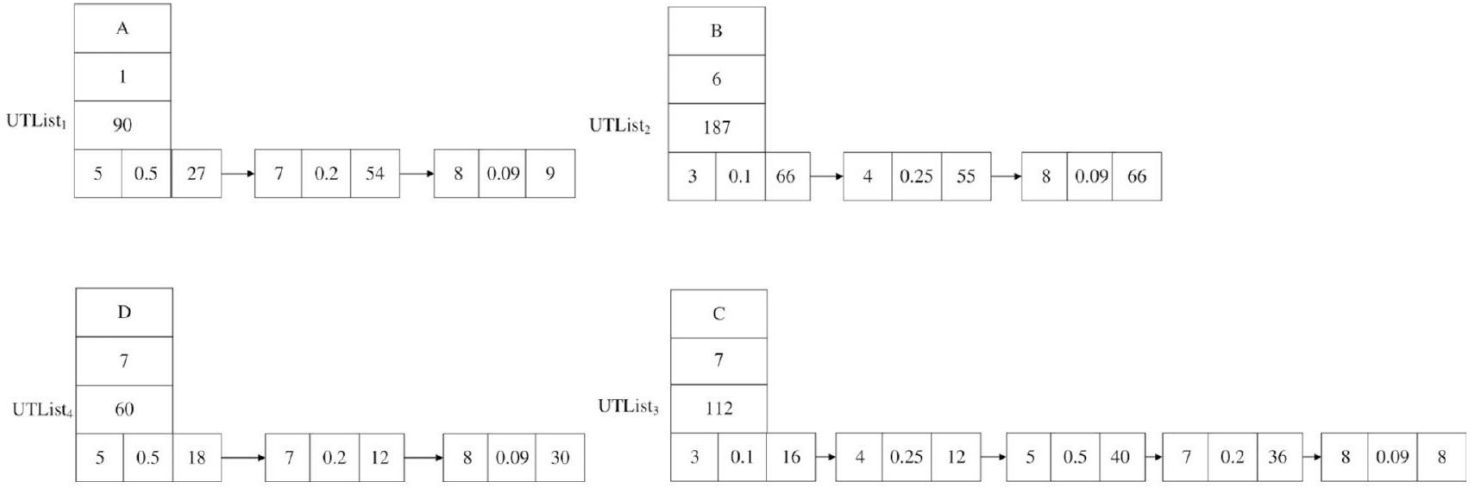 A
1
UTList₁ 90
5 0.5 27 7 0.2 54 8 0.09 9
B
6
UTList₂ 187
3 0.1 66 4 0.25 55 8 0.09 66
D
7
UTList₄ 60
5 0.5 18 7 0.2 12 8 0.09 30
C
7
UTList₃ 112
3 0.1 16 4 0.25 12 5 0.5 40 7 0.2 36 8 0.09 8